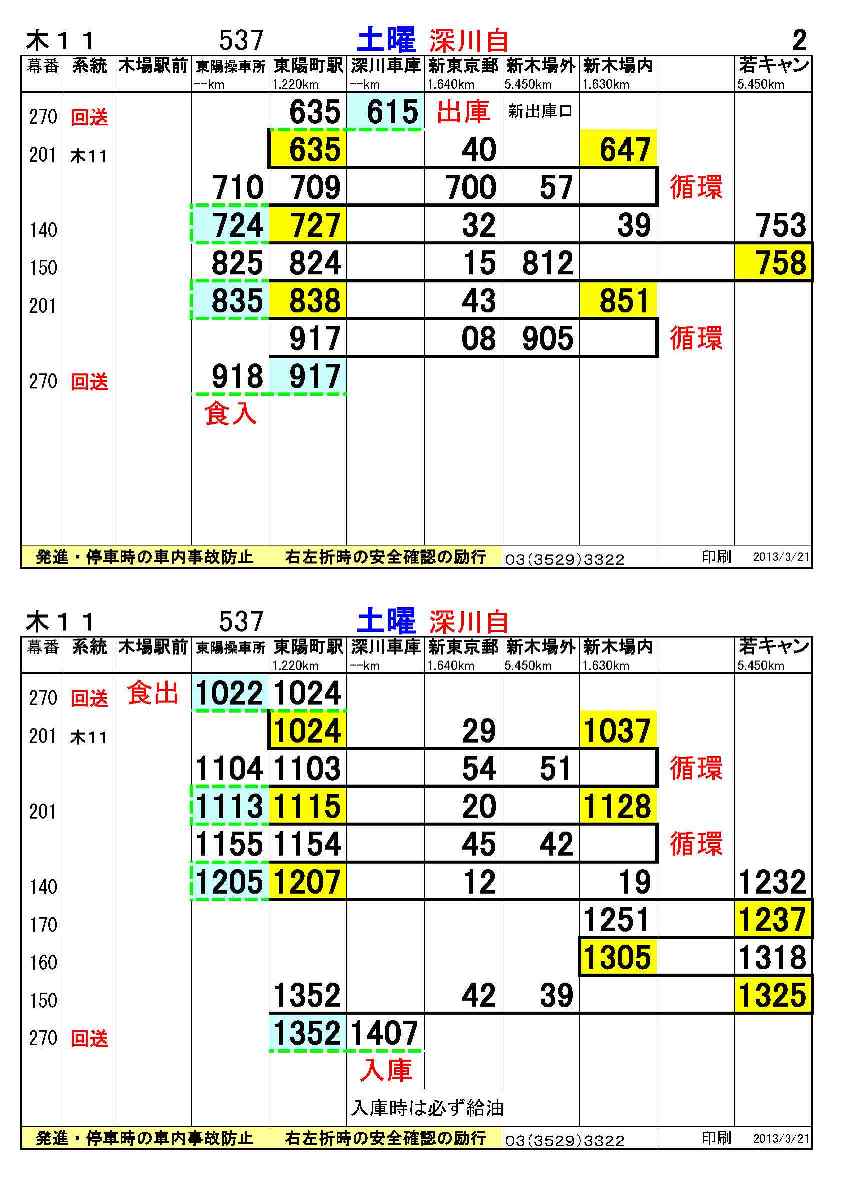 木１１ 537 土曜 深川自 2
幕番 系統 木場駅前 東陽操車所 東陽町駅 深川車庫 新東京郵 新木場外 新木場内 若キャン
--km 1.220km --km 1.640km 5.450km 1.630km 5.450km
270 回送 635 615 出庫 新出庫口
201 木11 635 40 647
710 709 700 57 循環
140 724 727 32 39 753
150 825 824 15 812 758
201 835 838 43 851
917 08 905 循環
270 回送 918 917
食入
発進・停車時の車内事故防止 右左折時の安全確認の励行 03(3529)3322 印刷 2013/3/21
木１１ 537 土曜 深川自
幕番 系統 木場駅前 東陽操車所 東陽町駅 深川車庫 新東京郵 新木場外 新木場内 若キャン
1.220km --km 1.640km 5.450km 1.630km 5.450km
270 回送 食出 1022 1024
201 木11 1024 29 1037
1104 1103 54 51 循環
201 1113 1115 20 1128
1155 1154 45 42 循環
140 1205 1207 12 19 1232
170 1251 1237
160 1305 1318
150 1352 42 39 1325
270 回送 1352 1407
入庫
入庫時は必ず給油
発進・停車時の車内事故防止 右左折時の安全確認の励行 03(3529)3322 印刷 2013/3/21